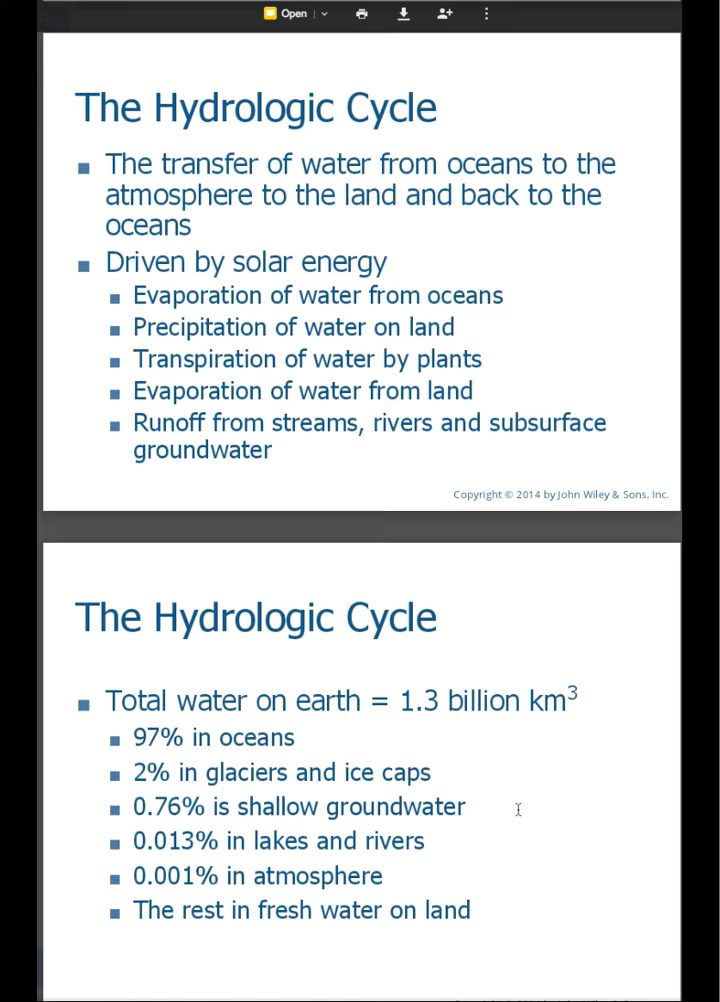 Open
The Hydrologic Cycle
■ The transfer of water from oceans to the
atmosphere to the land and back to the
oceans
■ Driven by solar energy
■ Evaporation of water from oceans
■ Precipitation of water on land
■ Transpiration of water by plants
■ Evaporation of water from land
■ Runoff from streams, rivers and subsurface
groundwater
Copyright © 2014 by John Wiley & Sons, Inc.
The Hydrologic Cycle
■ Total water on earth = 1.3 billion km³
■ 97% in oceans
■ 2% in glaciers and ice caps
■ 0.76% is shallow groundwater
■ 0.013% in lakes and rivers
■ 0.001% in atmosphere
■ The rest in fresh water on land